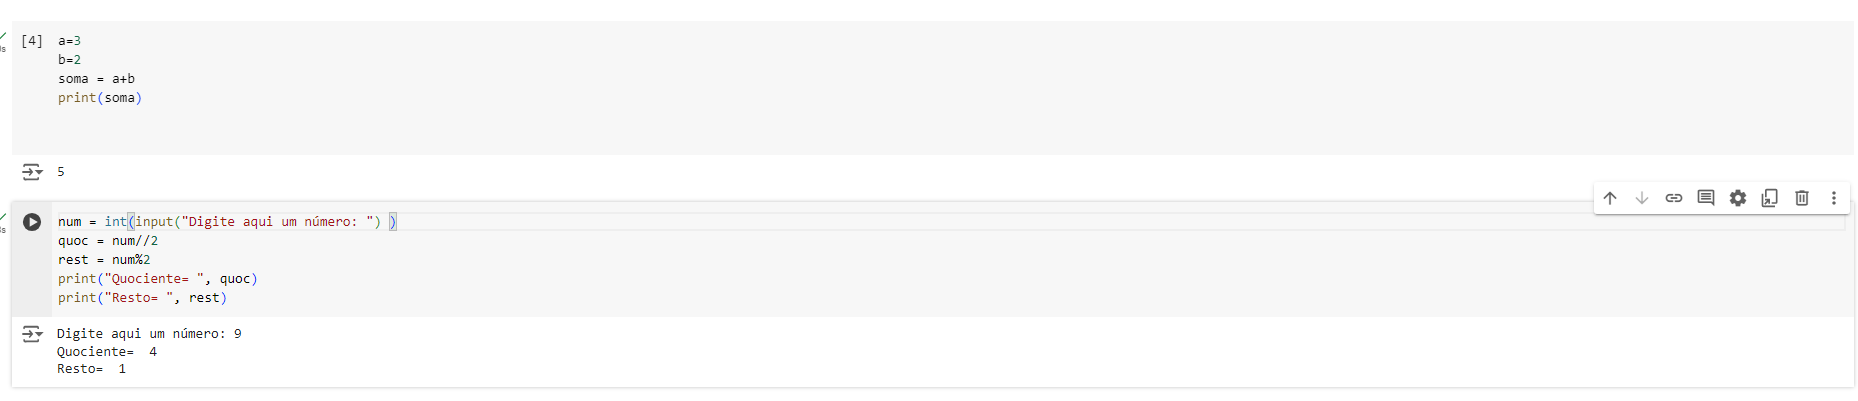 [4] a=3
b=2
soma = a+b
print(soma)
5
num = int(input("Digite aqui um número: ") )
quoc = num//2
rest = num%2
print("Quociente= ", quoc)
print("Resto= ", rest)
Digite aqui um número: 9
Quociente=  4
Resto=  1